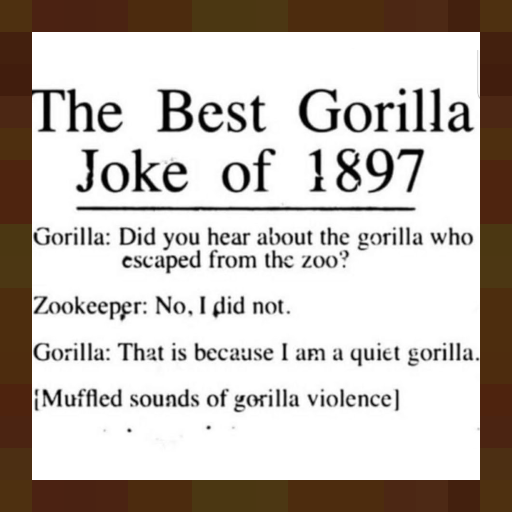 The Best Gorilla
Joke of 1897
Gorilla: Did you hear about the gorilla who
escaped from the zoo?
Zookeeper: No, I did not.
Gorilla: That is because I am a quiet gorilla.
[Muffled sounds of gorilla violence]